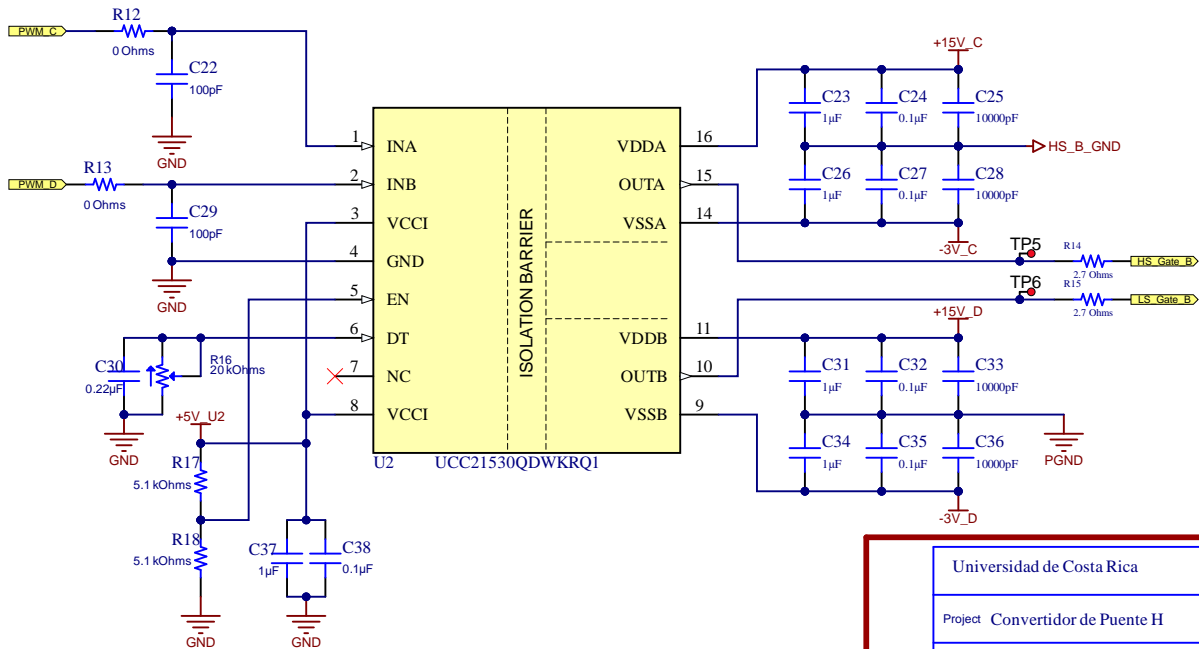 PWM_C
R12
0 Ohms
C22
100pF
GND
PWM_D
R13
0 Ohms
C29
100pF
GND
C30
0.22µF
R16
20 kOhms
GND
+5V_U2
R17
5.1 kOhms
R18
5.1 kOhms
GND
C37
1µF
C38
0.1µF
GND
1 INA
2 INB
3 VCCI
4 GND
5 EN
6 DT
7 NC
8 VCCI
ISOLATION BARRIER
VDDA 16
OUTA 15
VSSA 14
VDDB 11
OUTB 10
VSSB 9
U2 UCC21530QDWKRQ1
+15V_C
C23
1µF
C24
0.1µF
C25
10000pF
HS_B_GND
C26
1µF
C27
0.1µF
C28
10000pF
-3V_C
TP5
R14
2.7 Ohms
HS_Gate_B
TP6
R15
2.7 Ohms
LS_Gate_B
+15V_D
C31
1µF
C32
0.1µF
C33
10000pF
PGND
C34
1µF
C35
0.1µF
C36
10000pF
-3V_D
Universidad de Costa Rica
Project Convertidor de Puente H